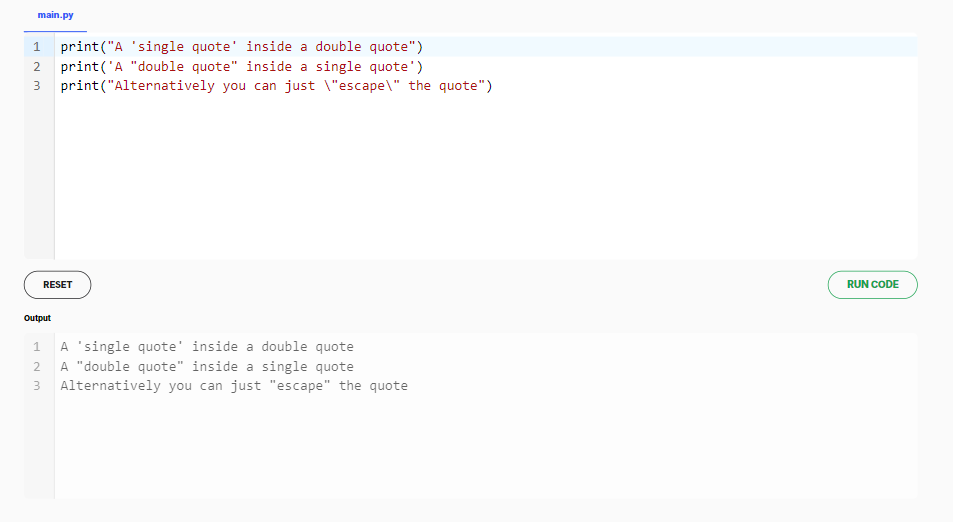 main.py
1 print("A 'single quote' inside a double quote")
2 print('A "double quote" inside a single quote')
3 print("Alternatively you can just \"escape\" the quote")
RESET RUN CODE
Output
1 A 'single quote' inside a double quote
2 A "double quote" inside a single quote
3 Alternatively you can just "escape" the quote